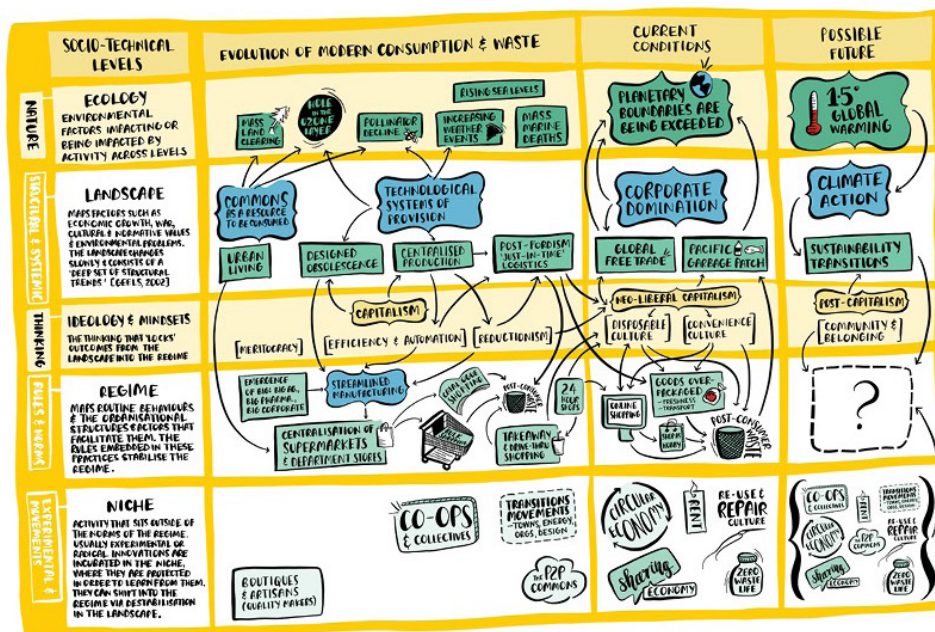 SOCIO-TECHNICAL
LEVELS
EVOLUTION OF MODERN CONSUMPTION & WASTE
CURRENT
CONDITIONS
POSSIBLE
FUTURE
NATURE
ECOLOGY
ENVIRONMENTAL
FACTORS IMPACTING OR
BEING IMPACTED BY
ACTIVITY ACROSS LEVELS
MASS
LAND
CLEARING
HOLE
IN THE
OZONE
LAYER
POLLINATOR
DECLINE
RISING SEA LEVELS
INCREASING
WEATHER
EVENTS
MASS
MARINE
DEATHS
PLANETARY
BOUNDARIES ARE
BEING EXCEEDED
1.5°
GLOBAL
WARMING
STRUCTURAL & SYSTEMIC
LANDSCAPE
MAPS FACTORS SUCH AS
ECONOMIC GROWTH, WAR,
CULTURAL & NORMATIVE VALUES
& ENVIRONMENTAL PROBLEMS.
THE LANDSCAPE CHANGES
SLOWLY & CONSISTS OF A
'DEEP SET OF STRUCTURAL
TRENDS' [GEELS, 2002]
COMMONS
AS A RESOURCE
TO BE CONSUMED
TECHNOLOGICAL
SYSTEMS OF
PROVISION
URBAN
LIVING
DESIGNED
OBSOLESCENCE
CENTRALISED
PRODUCTION
POST-FORDISM
'JUST-IN-TIME'
LOGISTICS
CORPORATE
DOMINATION
GLOBAL
FREE TRADE
PACIFIC
GARBAGE PATCH
CLIMATE
ACTION
SUSTAINABILITY
TRANSITIONS
THINKING
IDEOLOGY & MINDSETS
THE THINKING THAT 'LOCKS'
OUTCOMES FROM THE
LANDSCAPE INTO THE REGIME
CAPITALISM
[MERITOCRACY]
[EFFICIENCY & AUTOMATION]
[REDUCTIONISM]
NEO-LIBERAL CAPITALISM
[DISPOSABLE
CULTURE]
[CONVENIENCE
CULTURE]
POST-CAPITALISM
[COMMUNITY &
BELONGING]
RULES & NORMS
REGIME
MAPS ROUTINE BEHAVIOURS
& THE ORGANISATIONAL
STRUCTURES FACTORS THAT
FACILITATE THEM. THE
RULES EMBEDDED IN THESE
PRACTICES STABILISE THE
REGIME.
EMERGENCE
OF BIG: BIG AG,
BIG PHARMA,
BIG CORPORATE
STREAMLINED
MANUFACTURING
CENTRALISATION OF
SUPERMARKETS
& DEPARTMENT STORES
SHOPPING
POST-CONSUMER
WASTE
TAKEAWAY
& DRIVE-THRU
SHOPPING
24
HOUR
SHOPS
ONLINE
SHOPPING
GOODS OVER-
PACKAGED
- FRESHNESS
- TRANSPORT
SHOP AS
HOBBY
POST-CONSUMER
WASTE
?
EXPERIMENTAL &
MOVEMENTS
NICHE
ACTIVITY THAT SITS OUTSIDE OF
THE NORMS OF THE REGIME.
USUALLY EXPERIMENTAL OR
RADICAL INNOVATIONS ARE
INCUBATED IN THE NICHE,
WHERE THEY ARE PROTECTED
IN ORDER TO LEARN FROM THEM.
THEY CAN SHIFT INTO THE
REGIME VIA DESTABILISATION
IN THE LANDSCAPE.
BOUTIQUES
& ARTISANS
(QUALITY MAKERS)
CO-OPS
& COLLECTIVES
TRANSITIONS
MOVEMENTS
- TOWNS, ENERGY,
ORGS, DESIGN
THE P2P
COMMONS
CIRCULAR
ECONOMY
RENT
RE-USE &
REPAIR
CULTURE
Sharing
ECONOMY
ZERO
WASTE
LIFE
CO-OPS
& COLLECTIVES
TRANSITIONS
MOVEMENTS
- TOWNS, ENERGY,
ORGS, DESIGN
CIRCULAR
ECONOMY
RENT
RE-USE &
REPAIR
CULTURE
THE P2P
COMMONS
Sharing
ECONOMY
ZERO
WASTE
LIFE